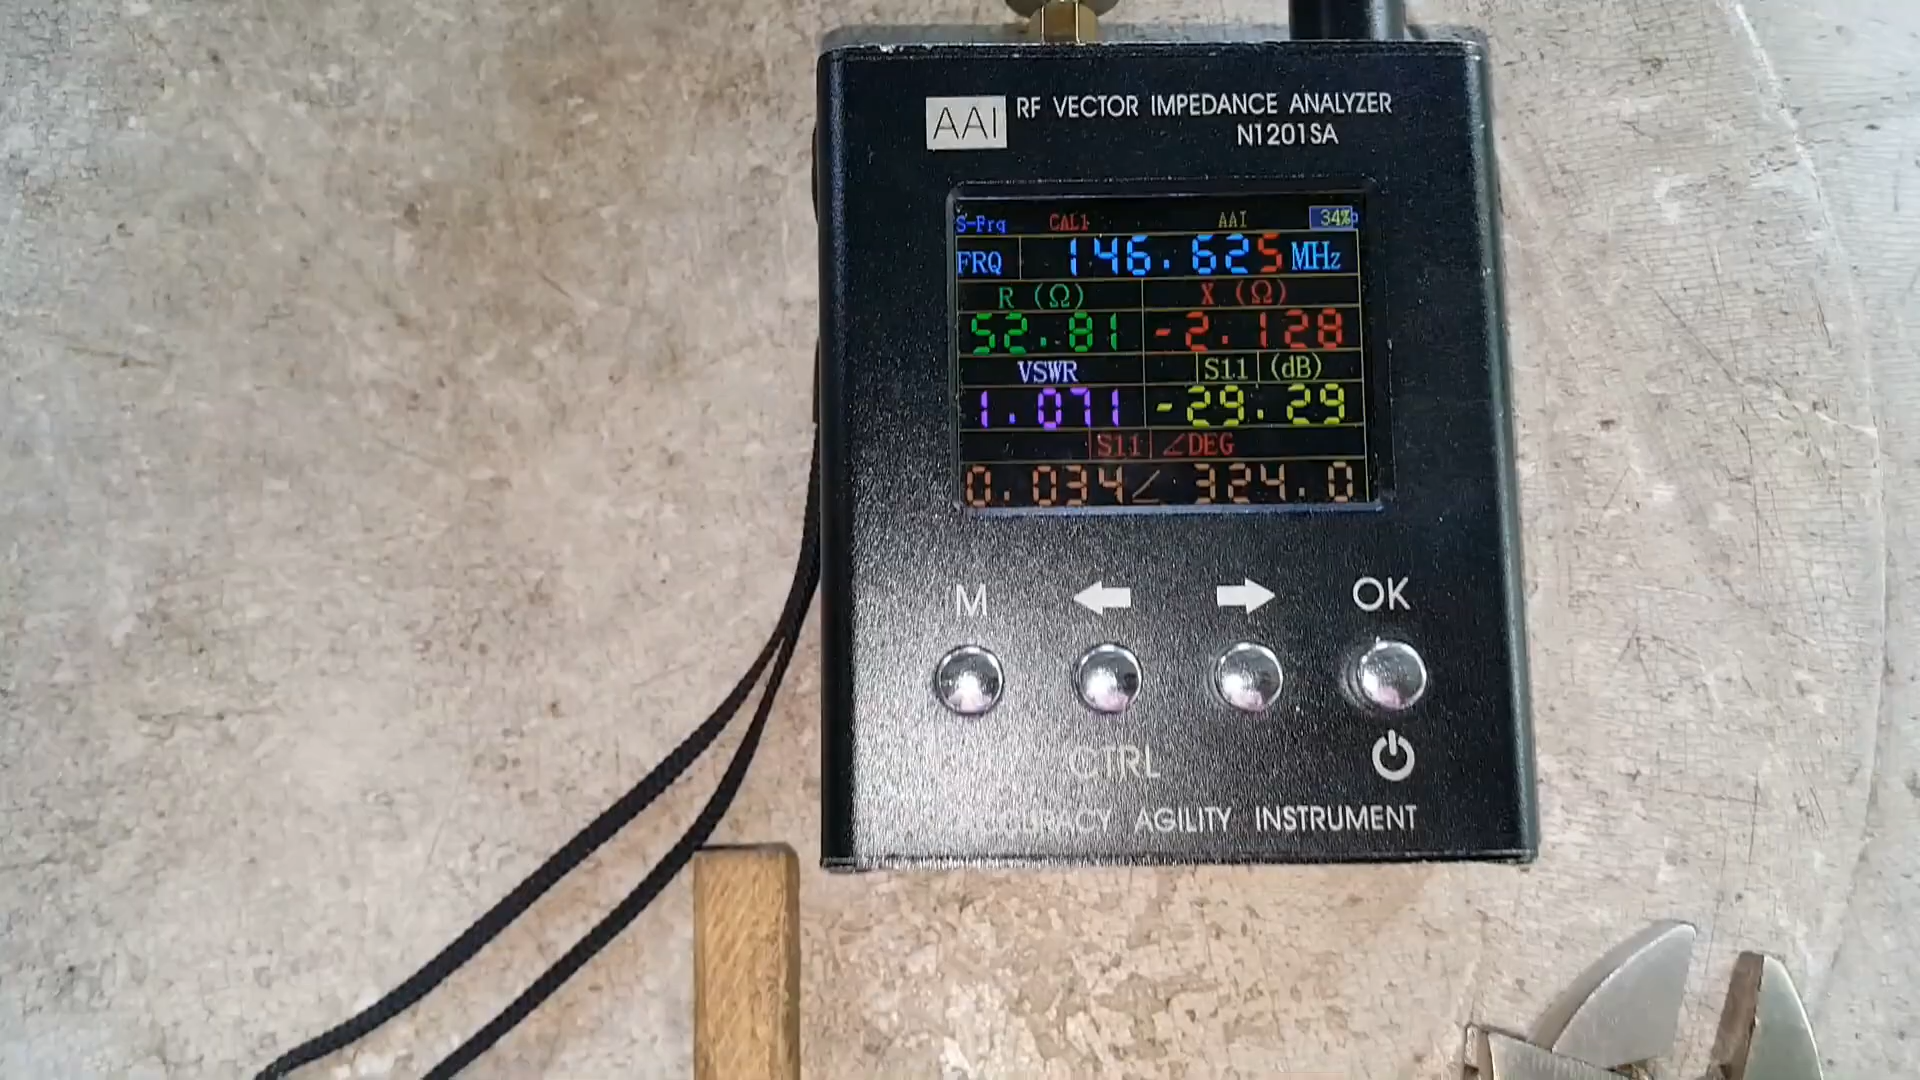 AAI RF VECTOR IMPEDANCE ANALYZER
N1201SA
S-Frq CAL1 AAI 34%
FRQ 146.625 MHz
R (Ω) X (Ω)
52.81 -2.128
VSWR |S11| (dB)
1.071 -29.29
|S11| ∠DEG
0.034∠ 324.0
M OK
CTRL
ACCURACY AGILITY INSTRUMENT